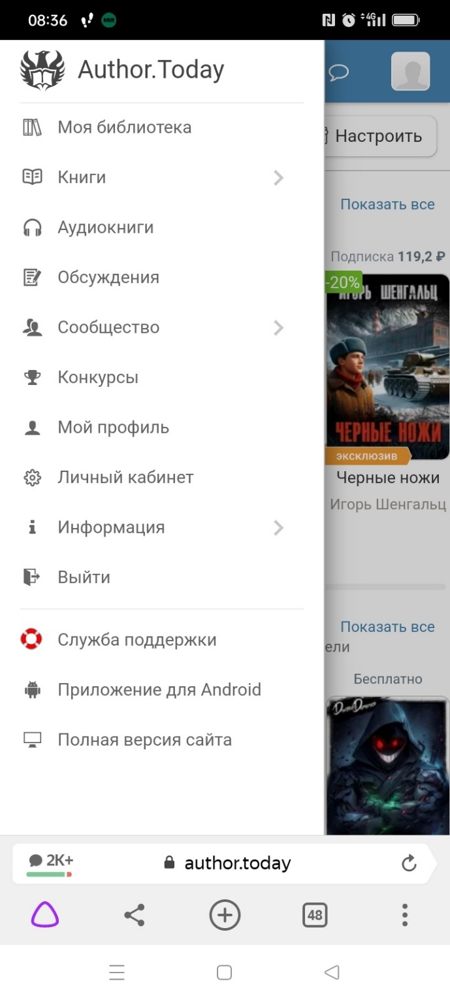 08:36
4G
Author.Today
Моя библиотека
Настроить
Книги
Показать все
Аудиокниги
Подписка 119,2 ₽
Обсуждения
-20%
ИГОРЬ ШЕНГАЛЬЦ
Сообщество
Конкурсы
Мой профиль
ЧЕРНЫЕ НОЖИ
эксклюзив
Личный кабинет
Черные ножи
Игорь Шенгальц
Информация
Выйти
Показать все
Служба поддержки
ели
Бесплатно
Приложение для Android
Полная версия сайта
2K+
author.today
48